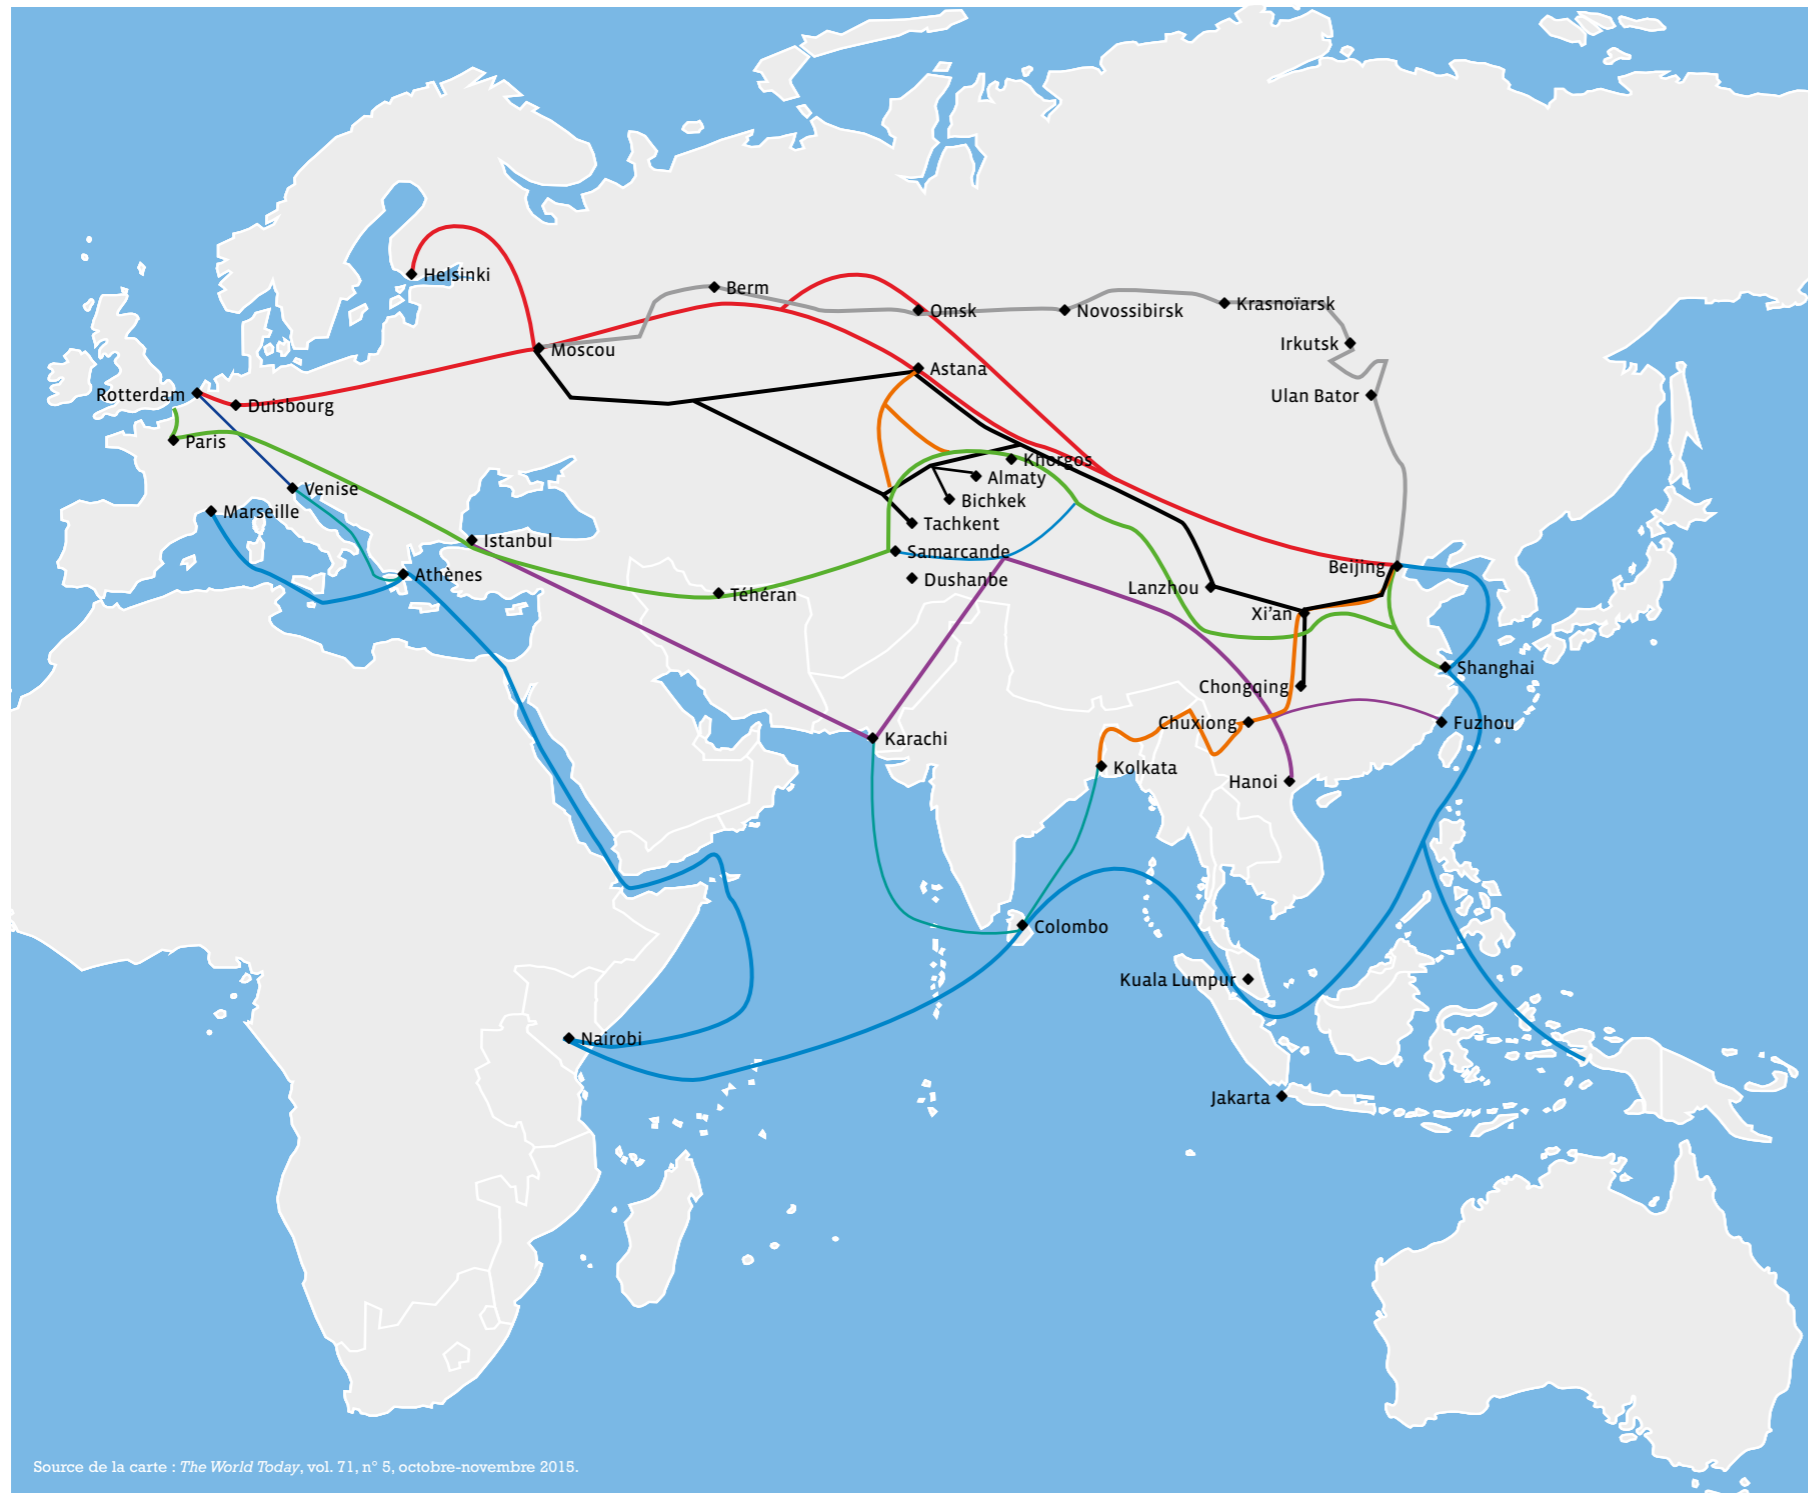 Helsinki
Berm
Omsk
Novossibirsk
Krasnoïarsk
Irkutsk
Moscou
Astana
Rotterdam
Duisbourg
Ulan Bator
Paris
Khorgos
Almaty
Venise
Bichkek
Marseille
Tachkent
Istanbul
Samarcande
Beijing
Athènes
Dushanbe
Téhéran
Lanzhou
Xi'an
Shanghai
Chongqing
Chuxiong
Fuzhou
Karachi
Kolkata
Hanoi
Colombo
Kuala Lumpur
Nairobi
Jakarta
Source de la carte : The World Today, vol. 71, n° 5, octobre-novembre 2015.